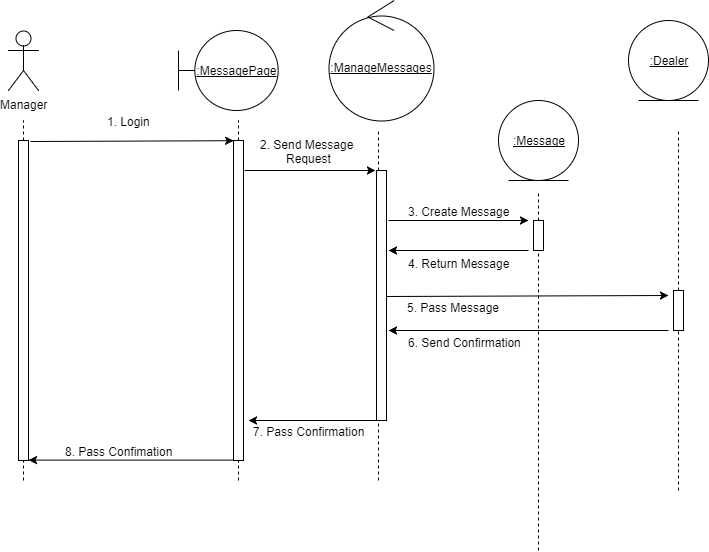 Manager
:MessagePage
:ManageMessages
:Message
:Dealer
1. Login
2. Send Message
Request
3. Create Message
4. Return Message
5. Pass Message
6. Send Confirmation
7. Pass Confirmation
8. Pass Confimation